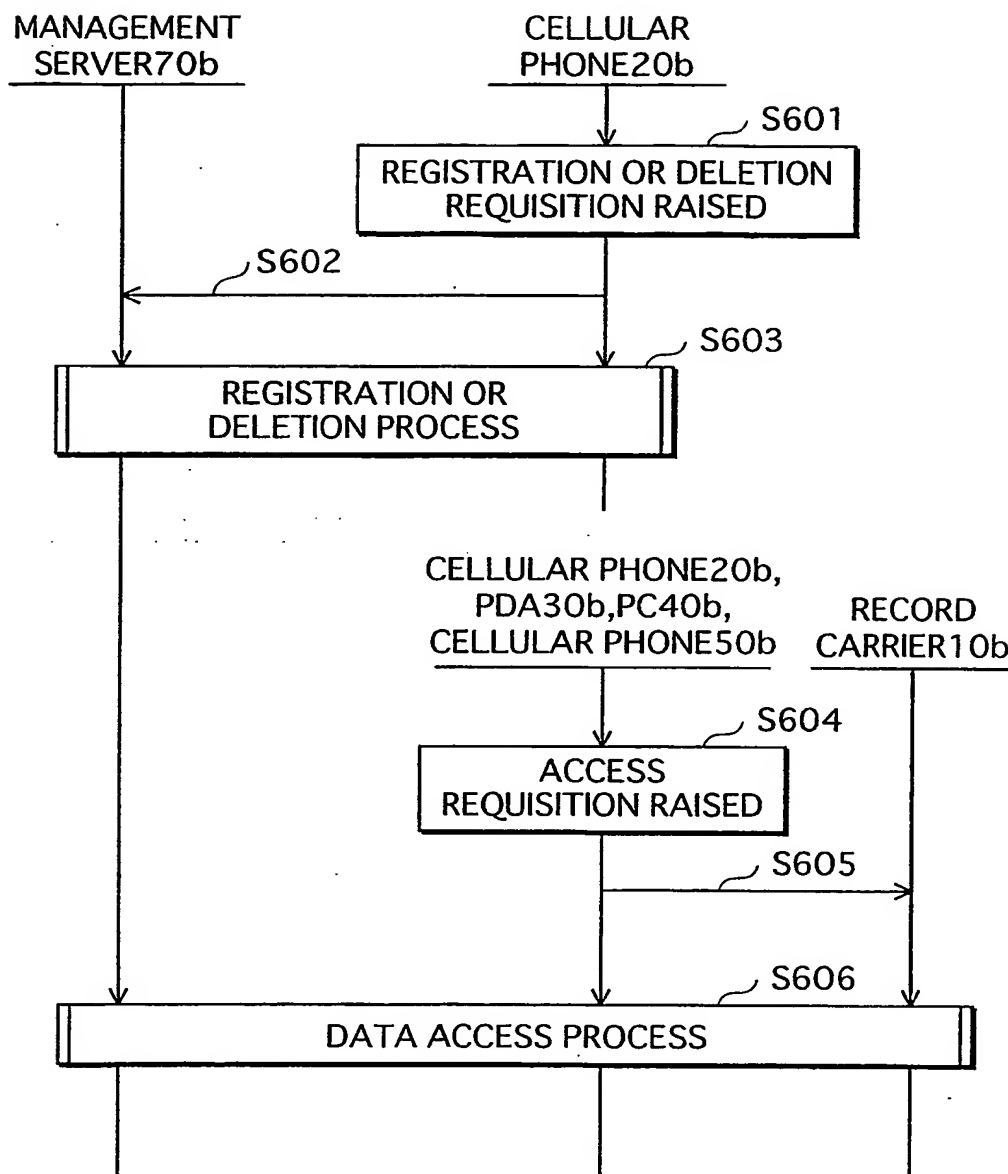 MANAGEMENT
SERVER70b
CELLULAR
PHONE20b
S601
REGISTRATION OR DELETION
REQUISITION RAISED
S602
S603
REGISTRATION OR
DELETION PROCESS
CELLULAR PHONE20b,
PDA30b,PC40b,
CELLULAR PHONE50b
RECORD
CARRIER10b
S604
ACCESS
REQUISITION RAISED
S605
S606
DATA ACCESS PROCESS